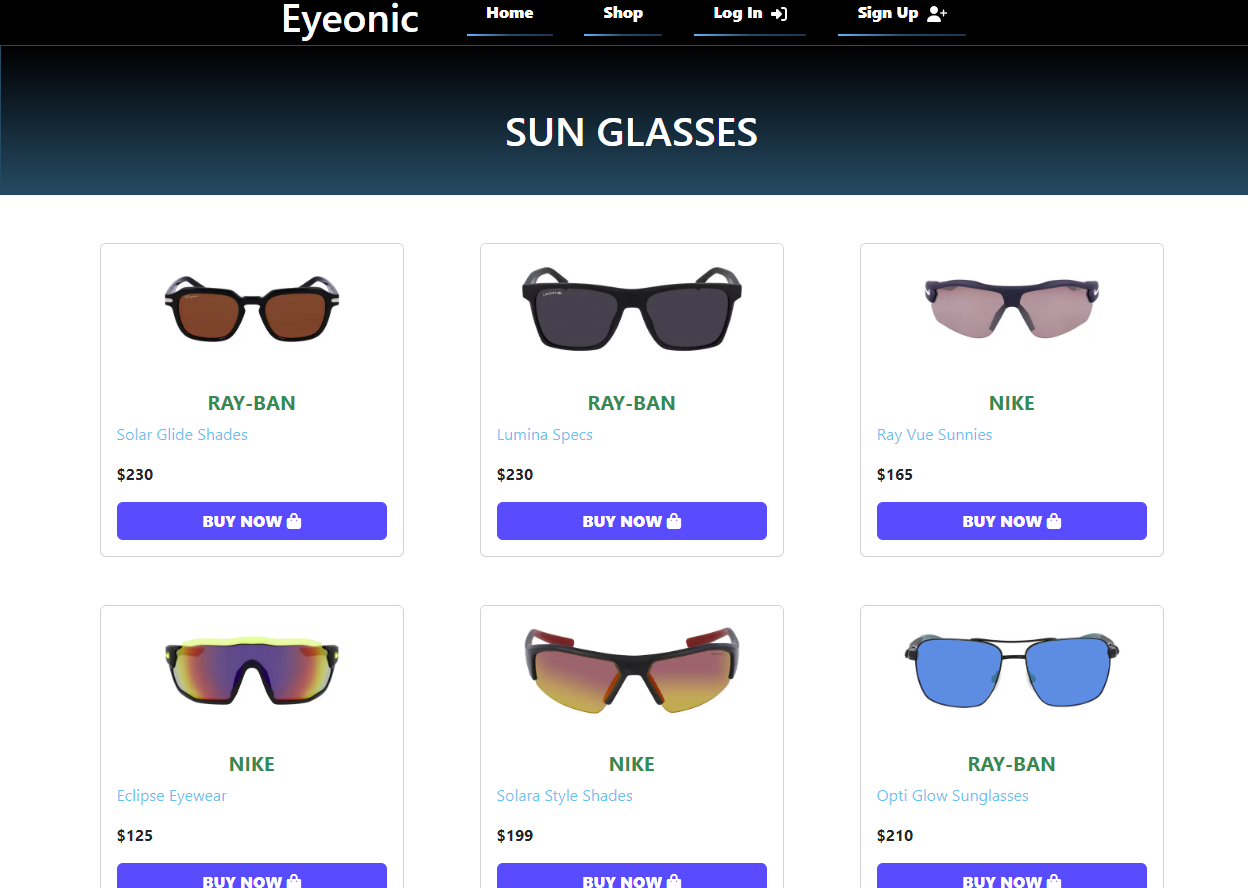 Eyeonic Home Shop Log In Sign Up
SUN GLASSES
RAY-BAN
Solar Glide Shades
$230
BUY NOW
RAY-BAN
Lumina Specs
$230
BUY NOW
NIKE
Ray Vue Sunnies
$165
BUY NOW
NIKE
Eclipse Eyewear
$125
BUY NOW
NIKE
Solara Style Shades
$199
BUY NOW
RAY-BAN
Opti Glow Sunglasses
$210
BUY NOW